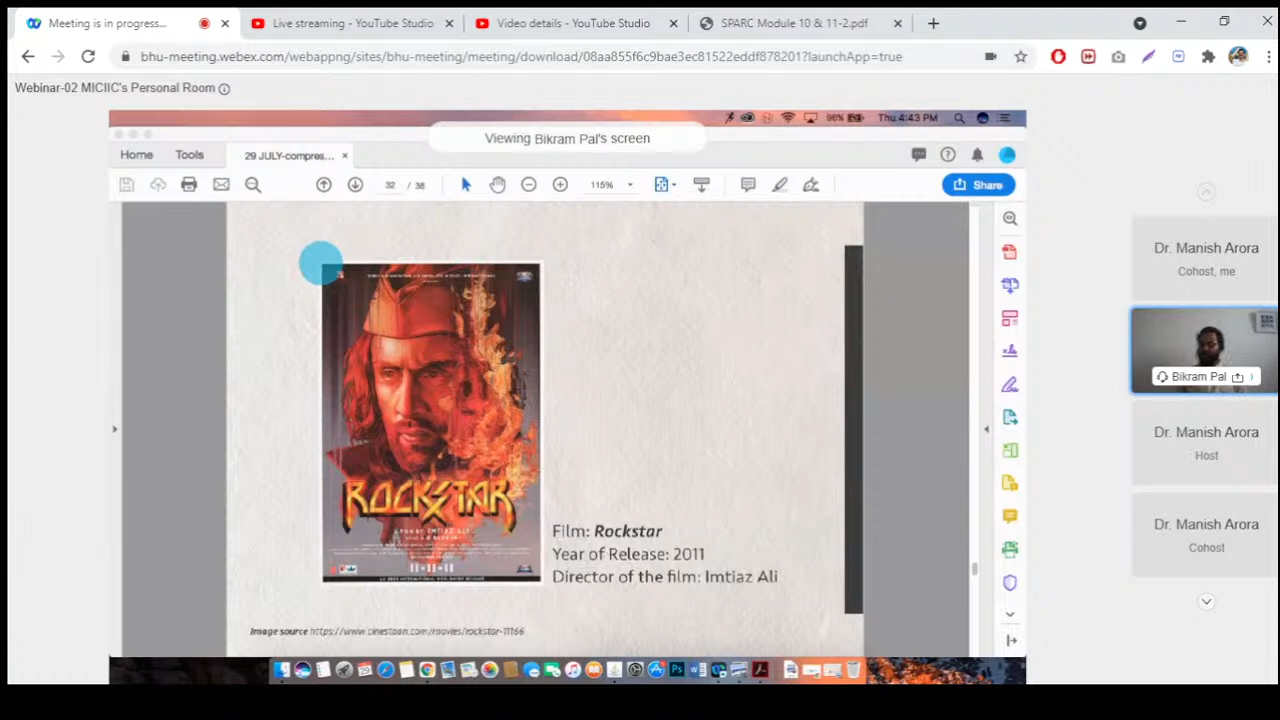 Meeting is in progress...
Live streaming - YouTube Studio
Video details - YouTube Studio
SPARC Module 10 & 11-2.pdf
bhu-meeting.webex.com/webappng/sites/bhu-meeting/meeting/download/08aa855f6c9bae3ec81522eddf878201?launchApp=true
Webinar-02 MICIIC's Personal Room
96%
Thu 4:43 PM
Viewing Bikram Pal's screen
Home
Tools
29 JULY-compres...
32 / 38
115%
Share
ROCKSTAR
11·11·11
Film: Rockstar
Year of Release: 2011
Director of the film: Imtiaz Ali
Image source https://www.cinestaan.com/movies/rockstar-11166
Dr. Manish Arora
Cohost, me
Bikram Pal
Dr. Manish Arora
Host
Dr. Manish Arora
Cohost